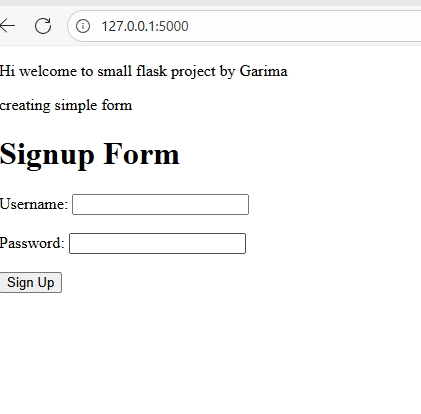 127.0.0.1:5000
Hi welcome to small flask project by Garima
creating simple form
Signup Form
Username:
Password:
Sign Up